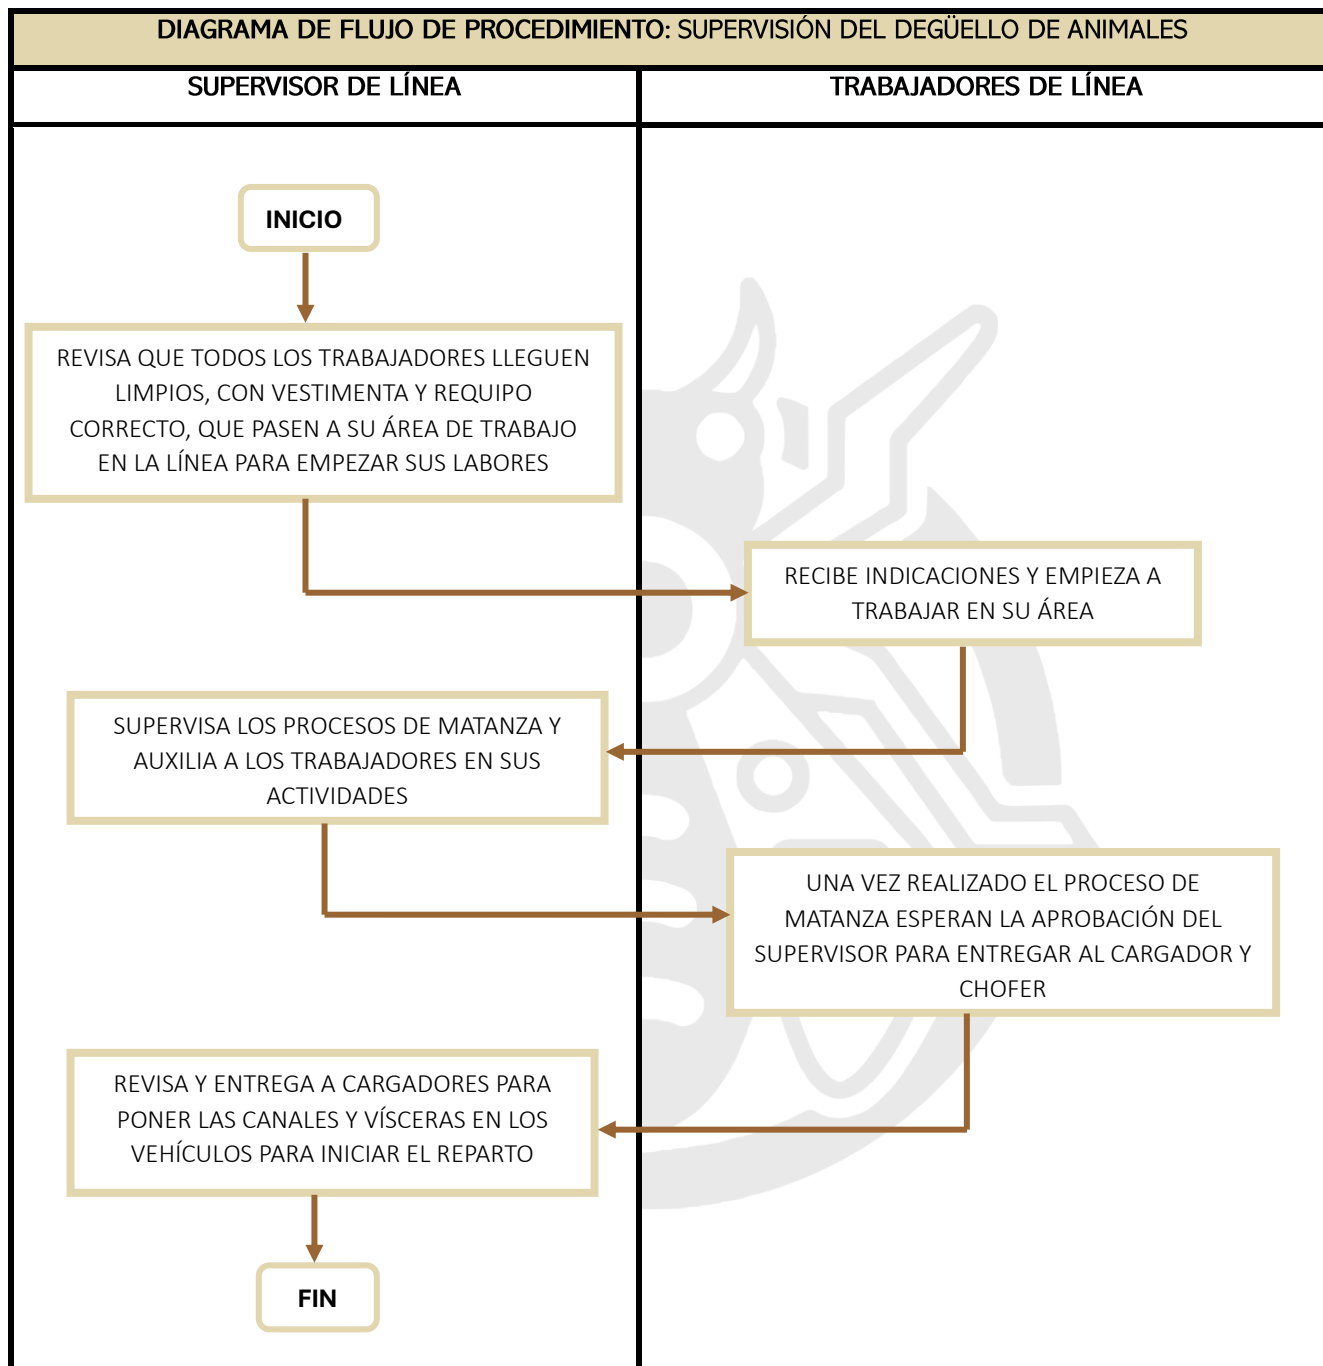 DIAGRAMA DE FLUJO DE PROCEDIMIENTO: SUPERVISIÓN DEL DEGÜELLO DE ANIMALES
SUPERVISOR DE LÍNEA
TRABAJADORES DE LÍNEA
INICIO
REVISA QUE TODOS LOS TRABAJADORES LLEGUEN
LIMPIOS, CON VESTIMENTA Y REQUIPO
CORRECTO, QUE PASEN A SU ÁREA DE TRABAJO
EN LA LÍNEA PARA EMPEZAR SUS LABORES
RECIBE INDICACIONES Y EMPIEZA A
TRABAJAR EN SU ÁREA
SUPERVISA LOS PROCESOS DE MATANZA Y
AUXILIA A LOS TRABAJADORES EN SUS
ACTIVIDADES
UNA VEZ REALIZADO EL PROCESO DE
MATANZA ESPERAN LA APROBACIÓN DEL
SUPERVISOR PARA ENTREGAR AL CARGADOR Y
CHOFER
REVISA Y ENTREGA A CARGADORES PARA
PONER LAS CANALES Y VÍSCERAS EN LOS
VEHÍCULOS PARA INICIAR EL REPARTO
FIN